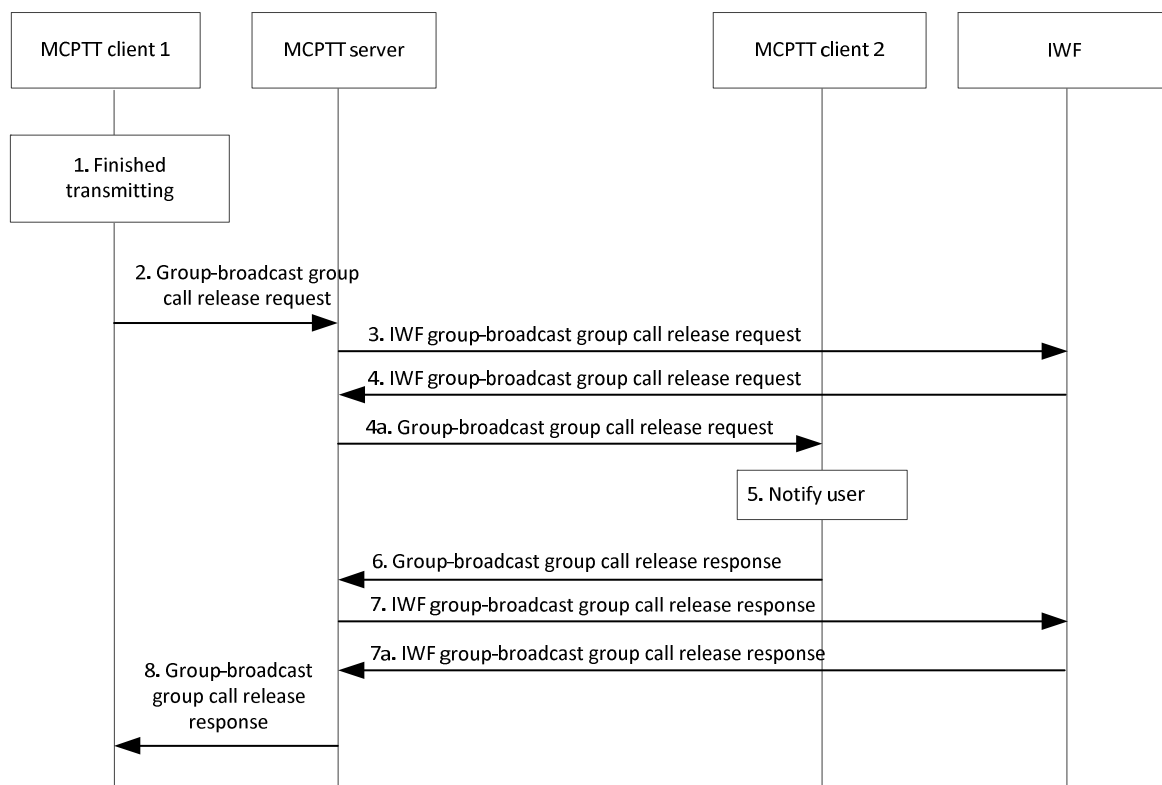 MCPTT client 1
MCPTT server
MCPTT client 2
IWF
1. Finished
transmitting
2. Group-broadcast group
call release request
3. IWF group-broadcast group call release request
4. IWF group-broadcast group call release request
4a. Group-broadcast group call release request
5. Notify user
6. Group-broadcast group call release response
7. IWF group-broadcast group call release response
7a. IWF group-broadcast group call release response
8. Group-broadcast
group call release
response